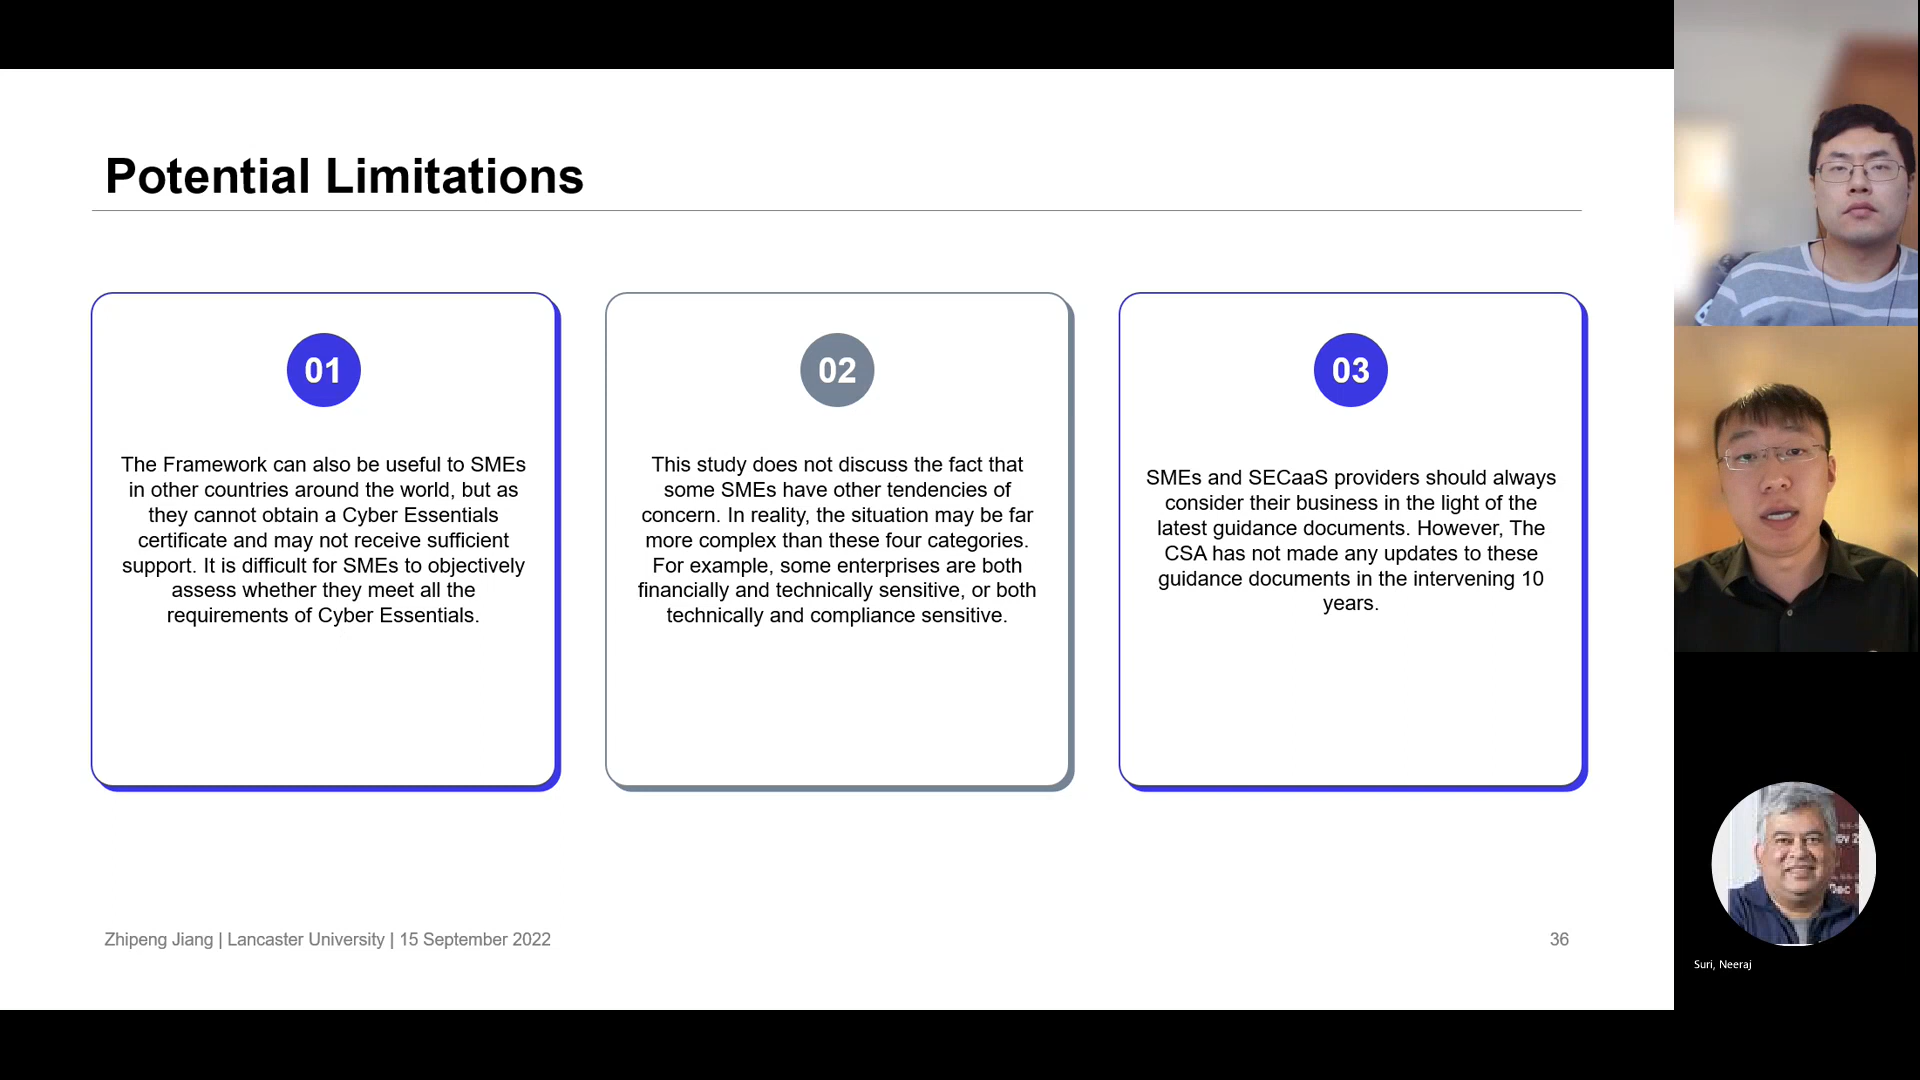 Potential Limitations
01
The Framework can also be useful to SMEs
in other countries around the world, but as
they cannot obtain a Cyber Essentials
certificate and may not receive sufficient
support. It is difficult for SMEs to objectively
assess whether they meet all the
requirements of Cyber Essentials.
02
This study does not discuss the fact that
some SMEs have other tendencies of
concern. In reality, the situation may be far
more complex than these four categories.
For example, some enterprises are both
financially and technically sensitive, or both
technically and compliance sensitive.
03
SMEs and SECaaS providers should always
consider their business in the light of the
latest guidance documents. However, The
CSA has not made any updates to these
guidance documents in the intervening 10
years.
Zhipeng Jiang | Lancaster University | 15 September 2022
36
Suri, Neeraj